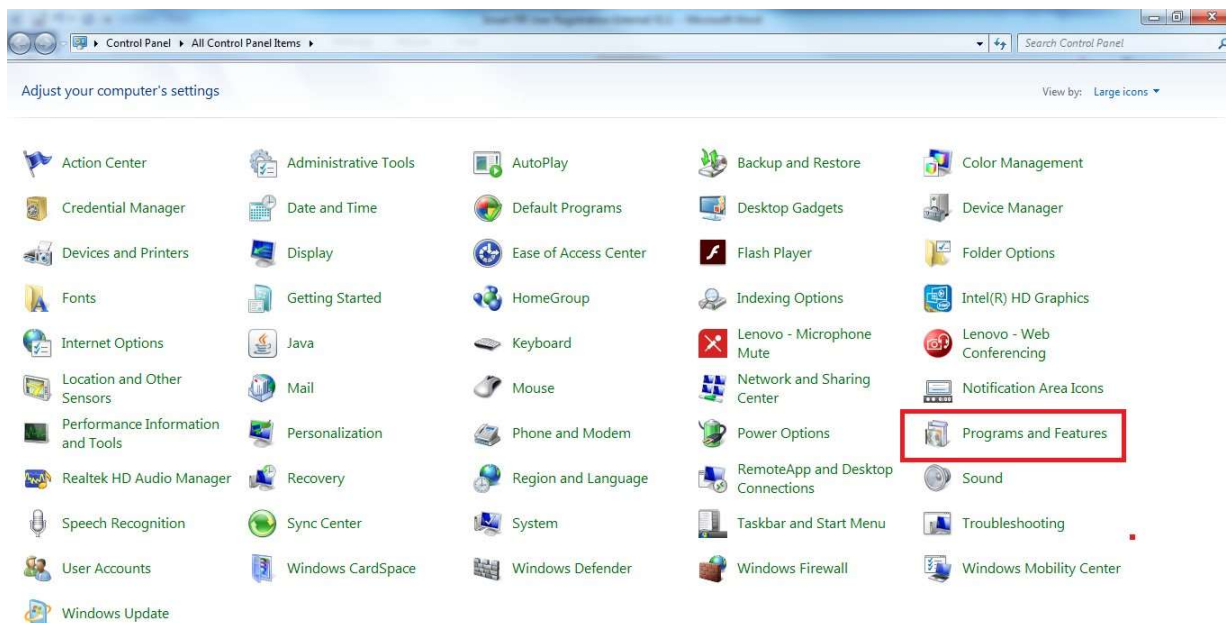 Control Panel All Control Panel Items
Search Control Panel
Adjust your computer's settings
View by: Large icons
Action Center
Administrative Tools
AutoPlay
Backup and Restore
Color Management
Credential Manager
Date and Time
Default Programs
Desktop Gadgets
Device Manager
Devices and Printers
Display
Ease of Access Center
Flash Player
Folder Options
Fonts
Getting Started
HomeGroup
Indexing Options
Intel(R) HD Graphics
Internet Options
Java
Keyboard
Lenovo - Microphone
Mute
Lenovo - Web
Conferencing
Location and Other
Sensors
Mail
Mouse
Network and Sharing
Center
Notification Area Icons
Performance Information
and Tools
Personalization
Phone and Modem
Power Options
Programs and Features
Realtek HD Audio Manager
Recovery
Region and Language
RemoteApp and Desktop
Connections
Sound
Speech Recognition
Sync Center
System
Taskbar and Start Menu
Troubleshooting
User Accounts
Windows CardSpace
Windows Defender
Windows Firewall
Windows Mobility Center
Windows Update